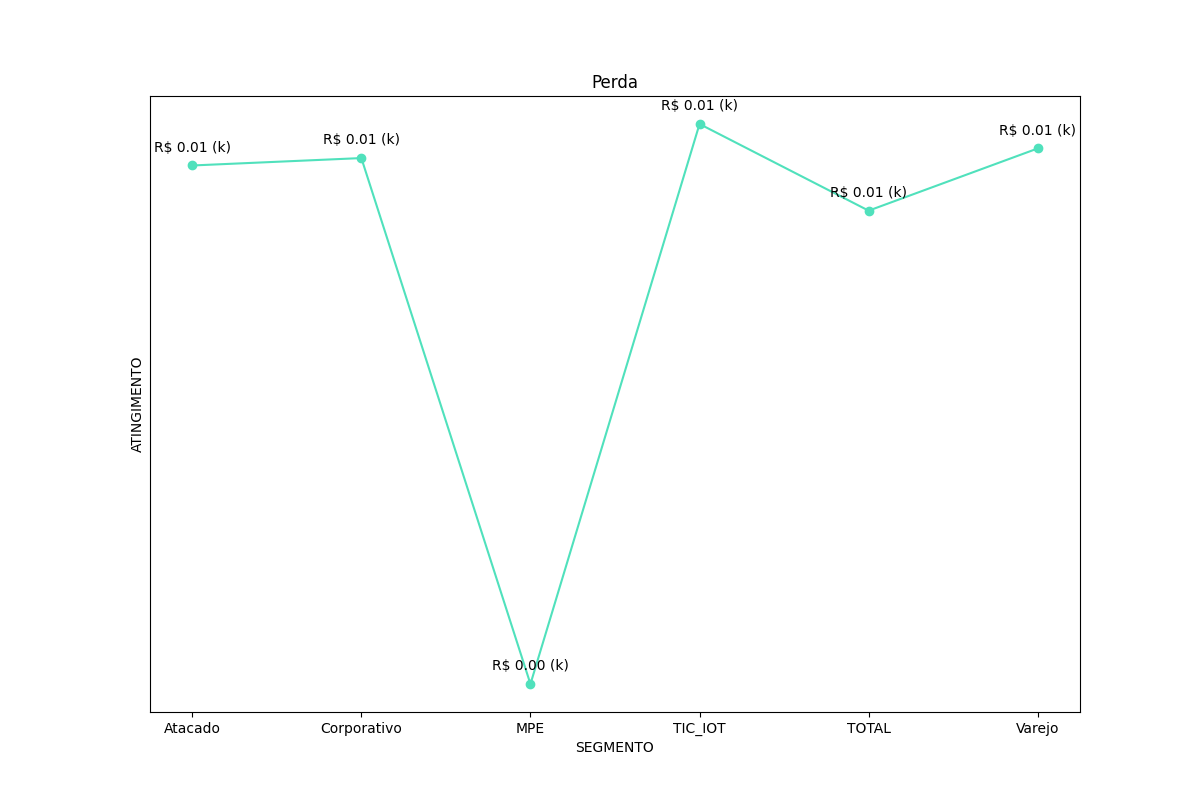 Perda
R$ 0.01 (k)
R$ 0.01 (k)
R$ 0.00 (k)
R$ 0.01 (k)
R$ 0.01 (k)
R$ 0.01 (k)
ATINGIMENTO
Atacado
Corporativo
MPE
TIC_IOT
TOTAL
Varejo
SEGMENTO